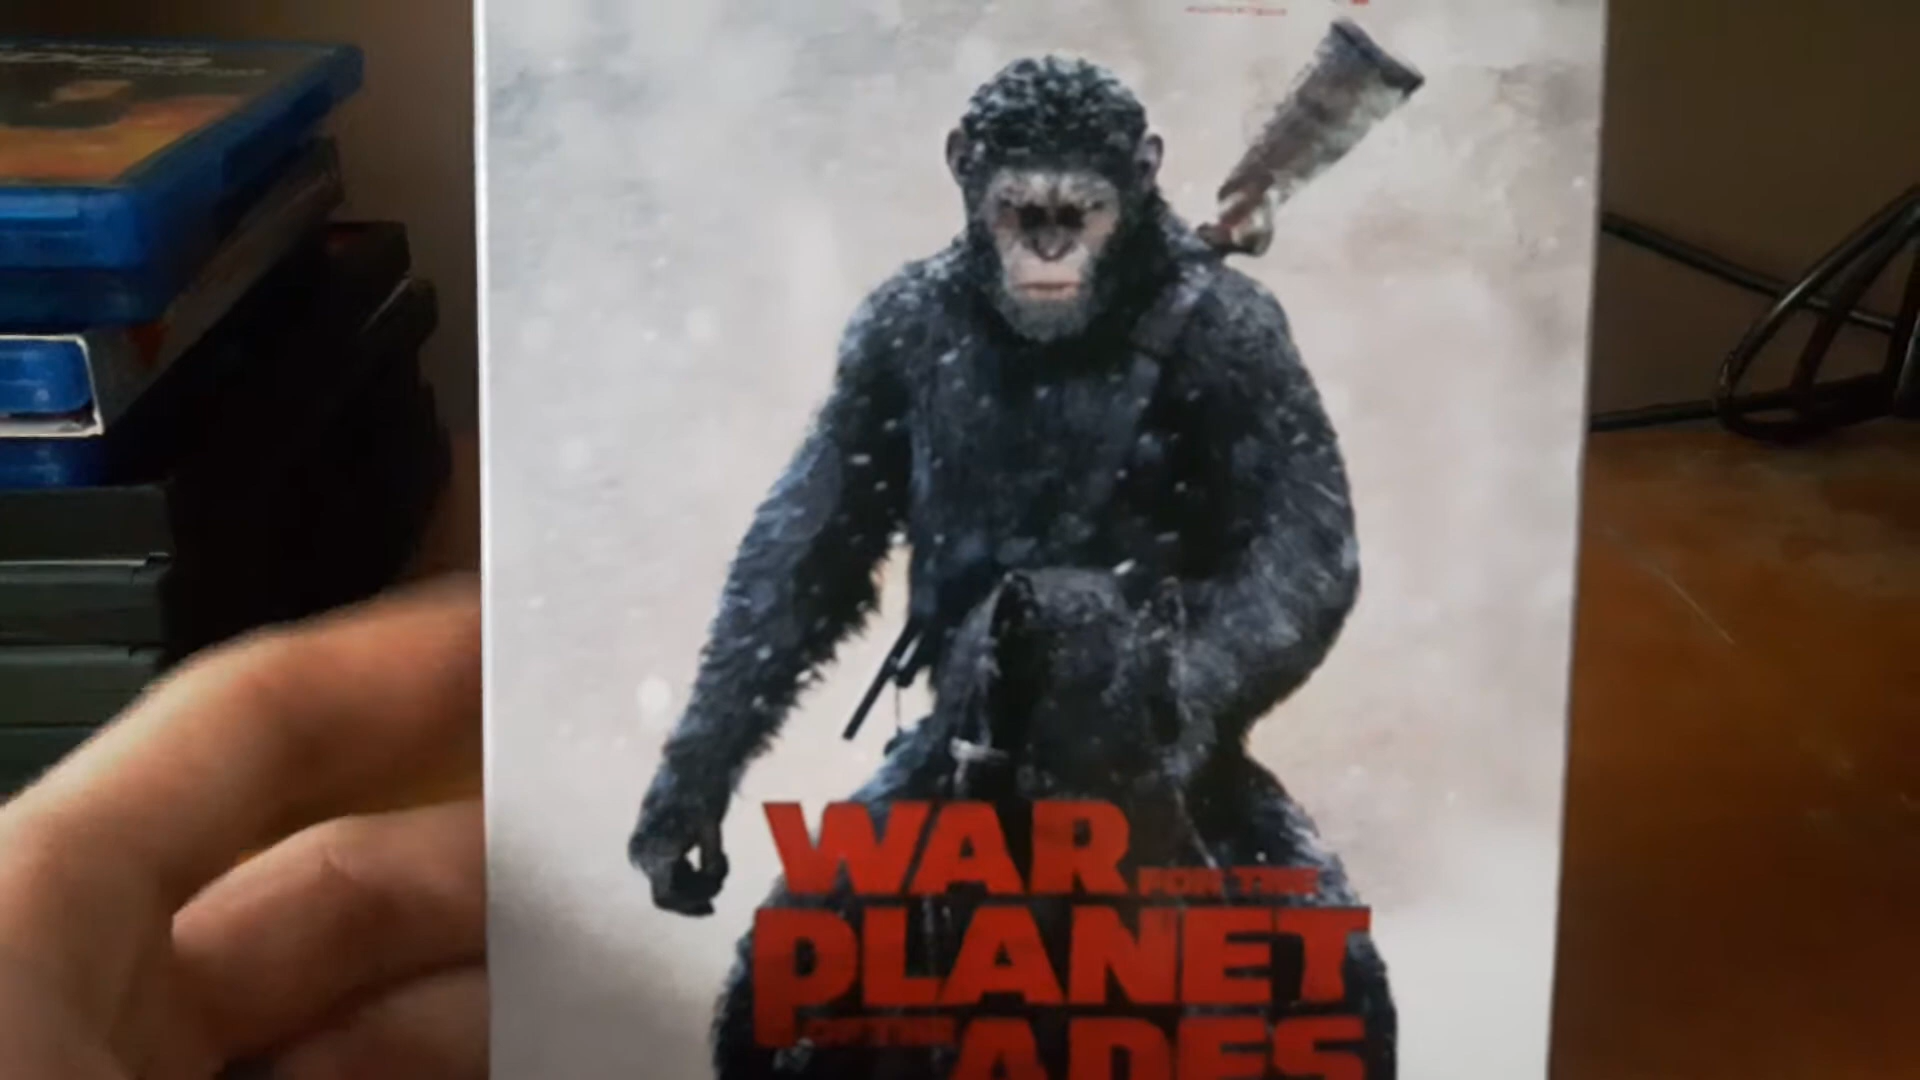 WAR FOR THE
PLANET
OF THE APES